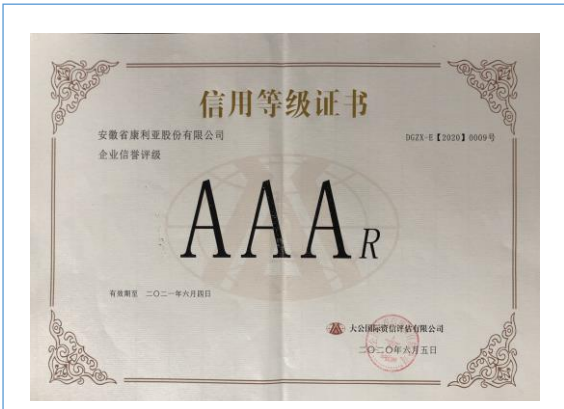 信用等级证书
安徽省康利亚股份有限公司
DGZX-E【2020】0009号
企业信誉评级
AAAR
有效期至 二〇二一年六月四日
大公国际资信评估有限公司
二〇二〇年六月五日